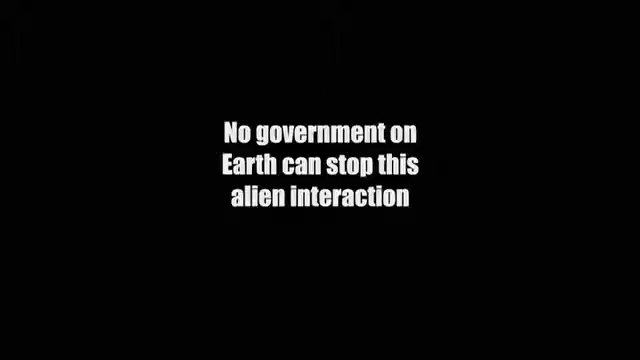 No government on
Earth can stop this
alien interaction